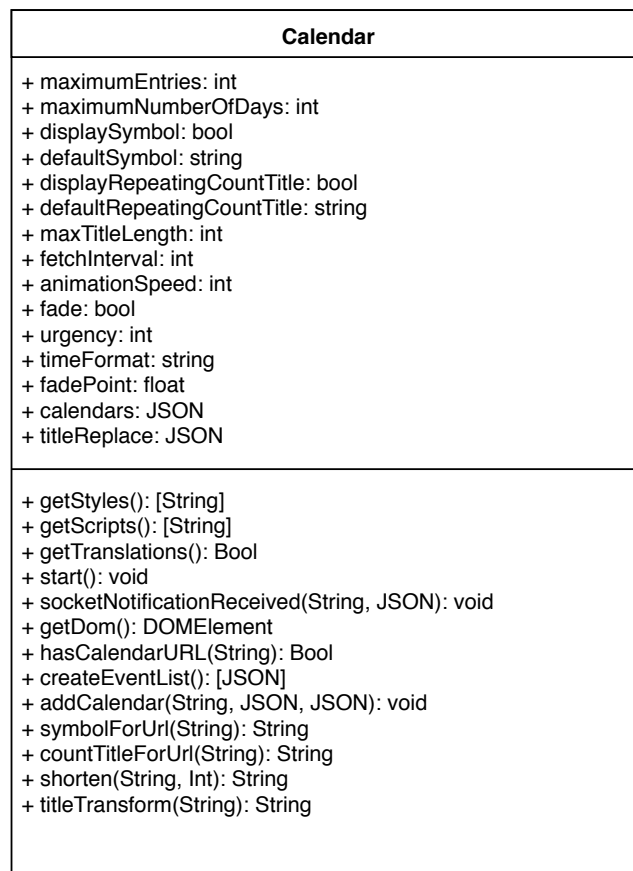 Calendar
+ maximumEntries: int
+ maximumNumberOfDays: int
+ displaySymbol: bool
+ defaultSymbol: string
+ displayRepeatingCountTitle: bool
+ defaultRepeatingCountTitle: string
+ maxTitleLength: int
+ fetchInterval: int
+ animationSpeed: int
+ fade: bool
+ urgency: int
+ timeFormat: string
+ fadePoint: float
+ calendars: JSON
+ titleReplace: JSON
+ getStyles(): [String]
+ getScripts(): [String]
+ getTranslations(): Bool
+ start(): void
+ socketNotificationReceived(String, JSON): void
+ getDom(): DOMElement
+ hasCalendarURL(String): Bool
+ createEventList(): [JSON]
+ addCalendar(String, JSON, JSON): void
+ symbolForUrl(String): String
+ countTitleForUrl(String): String
+ shorten(String, Int): String
+ titleTransform(String): String